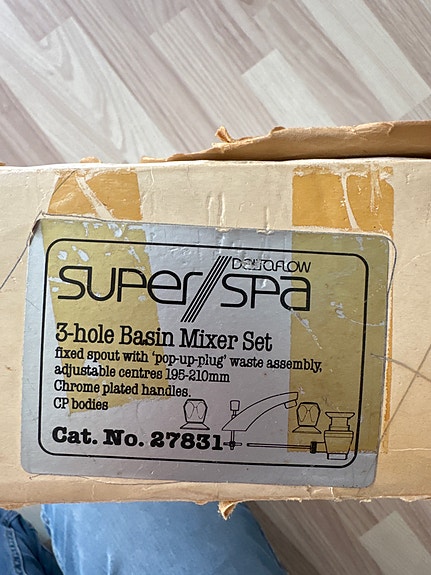 DELTAFLOW
SUPER SPA
3-hole Basin Mixer Set
fixed spout with 'pop-up-plug' waste assembly,
adjustable centres 195-210mm
Chrome plated handles.
CP bodies
Cat. No. 27831